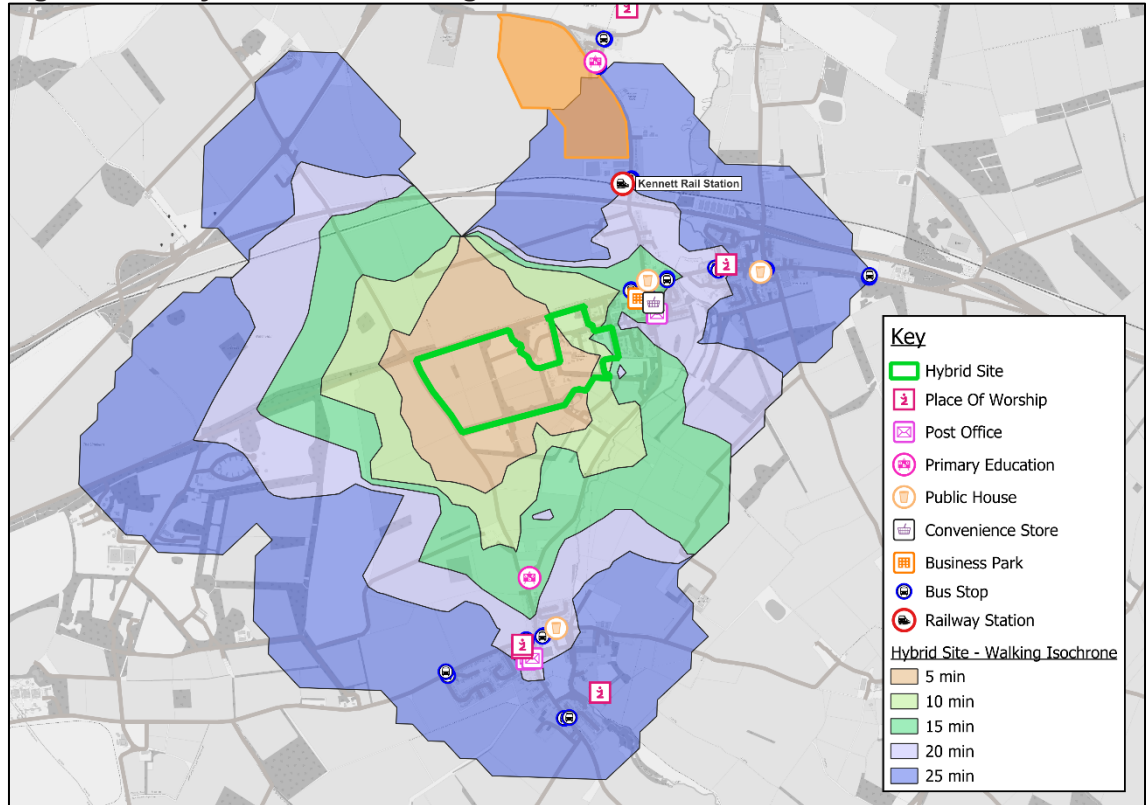 Kennett Rail Station
Key
Hybrid Site
Place Of Worship
Post Office
Primary Education
Public House
Convenience Store
Business Park
Bus Stop
Railway Station
Hybrid Site - Walking Isochrone
5 min
10 min
15 min
20 min
25 min